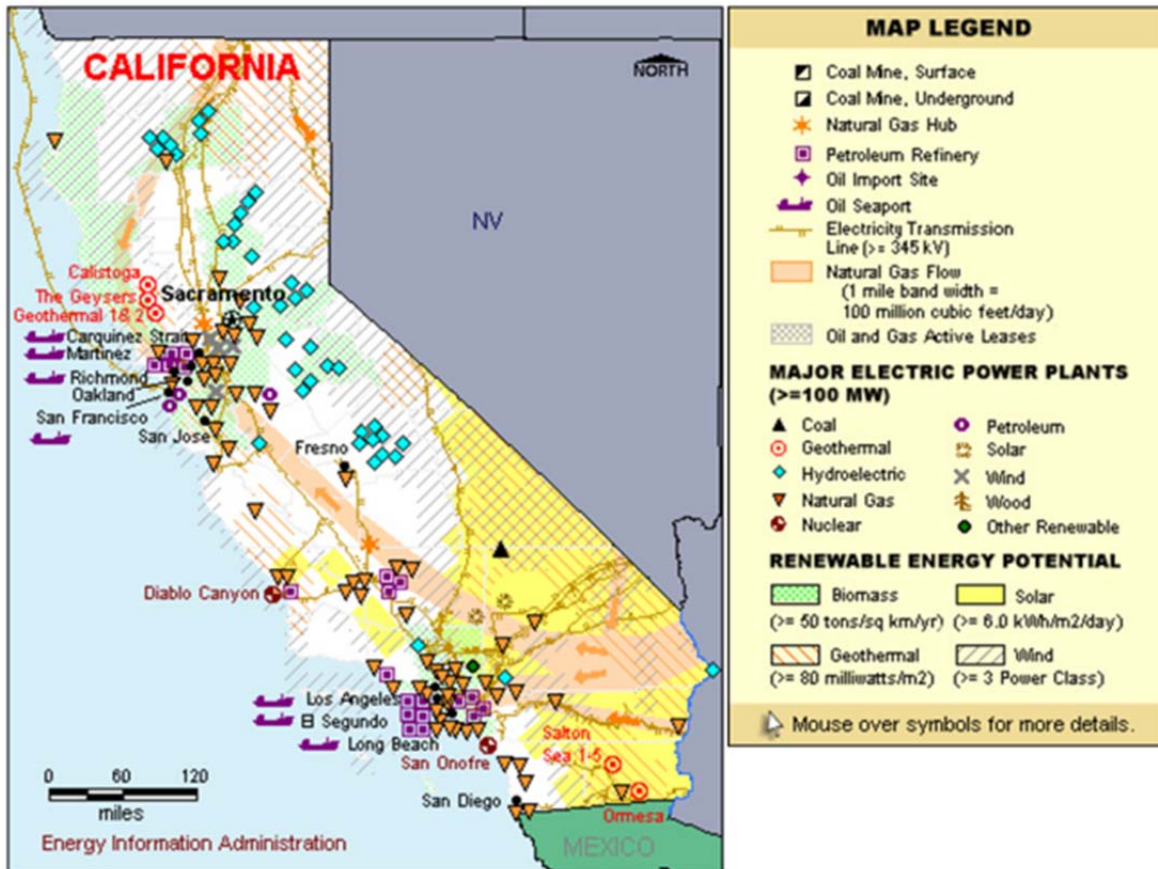 CALIFORNIA
NORTH
NV
Calistoga
The Geysers
Sacramento
Geothermal 1& 2
Carquinez Strait
Martinez
Richmond
Oakland
San Francisco
San Jose
Fresno
Diablo Canyon
Los Angeles
El Segundo
Long Beach
San Onofre
Salton
Sea 1-5
San Diego
Ormesa
0 60 120
miles
Energy Information Administration
MEXICO
MAP LEGEND
Coal Mine, Surface
Coal Mine, Underground
Natural Gas Hub
Petroleum Refinery
Oil Import Site
Oil Seaport
Electricity Transmission
Line (>= 345 kV)
Natural Gas Flow
(1 mile band width =
100 million cubic feet/day)
Oil and Gas Active Leases
MAJOR ELECTRIC POWER PLANTS
(>=100 MW)
Coal
Petroleum
Geothermal
Solar
Hydroelectric
Wind
Natural Gas
Wood
Nuclear
Other Renewable
RENEWABLE ENERGY POTENTIAL
Biomass
(>= 50 tons/sq km/yr)
Solar
(>= 6.0 kWh/m2/day)
Geothermal
(>= 80 milliwatts/m2)
Wind
(>= 3 Power Class)
Mouse over symbols for more details.